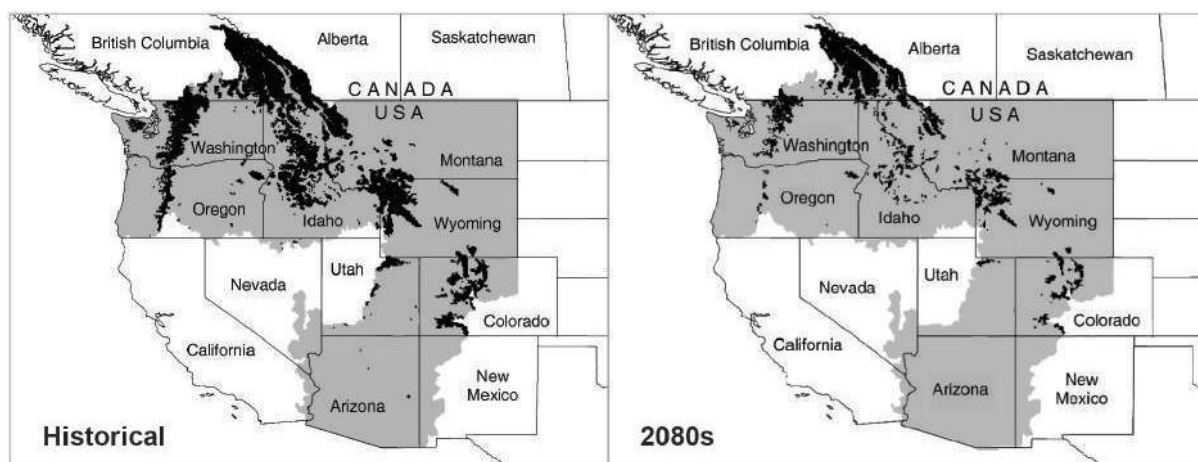 British Columbia
Alberta
Saskatchewan
CANADA
USA
Washington
Montana
Oregon
Idaho
Wyoming
Nevada
Utah
Colorado
California
Arizona
New
Mexico
Historical
British Columbia
Alberta
Saskatchewan
CANADA
USA
Washington
Montana
Oregon
Idaho
Wyoming
Nevada
Utah
Colorado
California
Arizona
New
Mexico
2080s